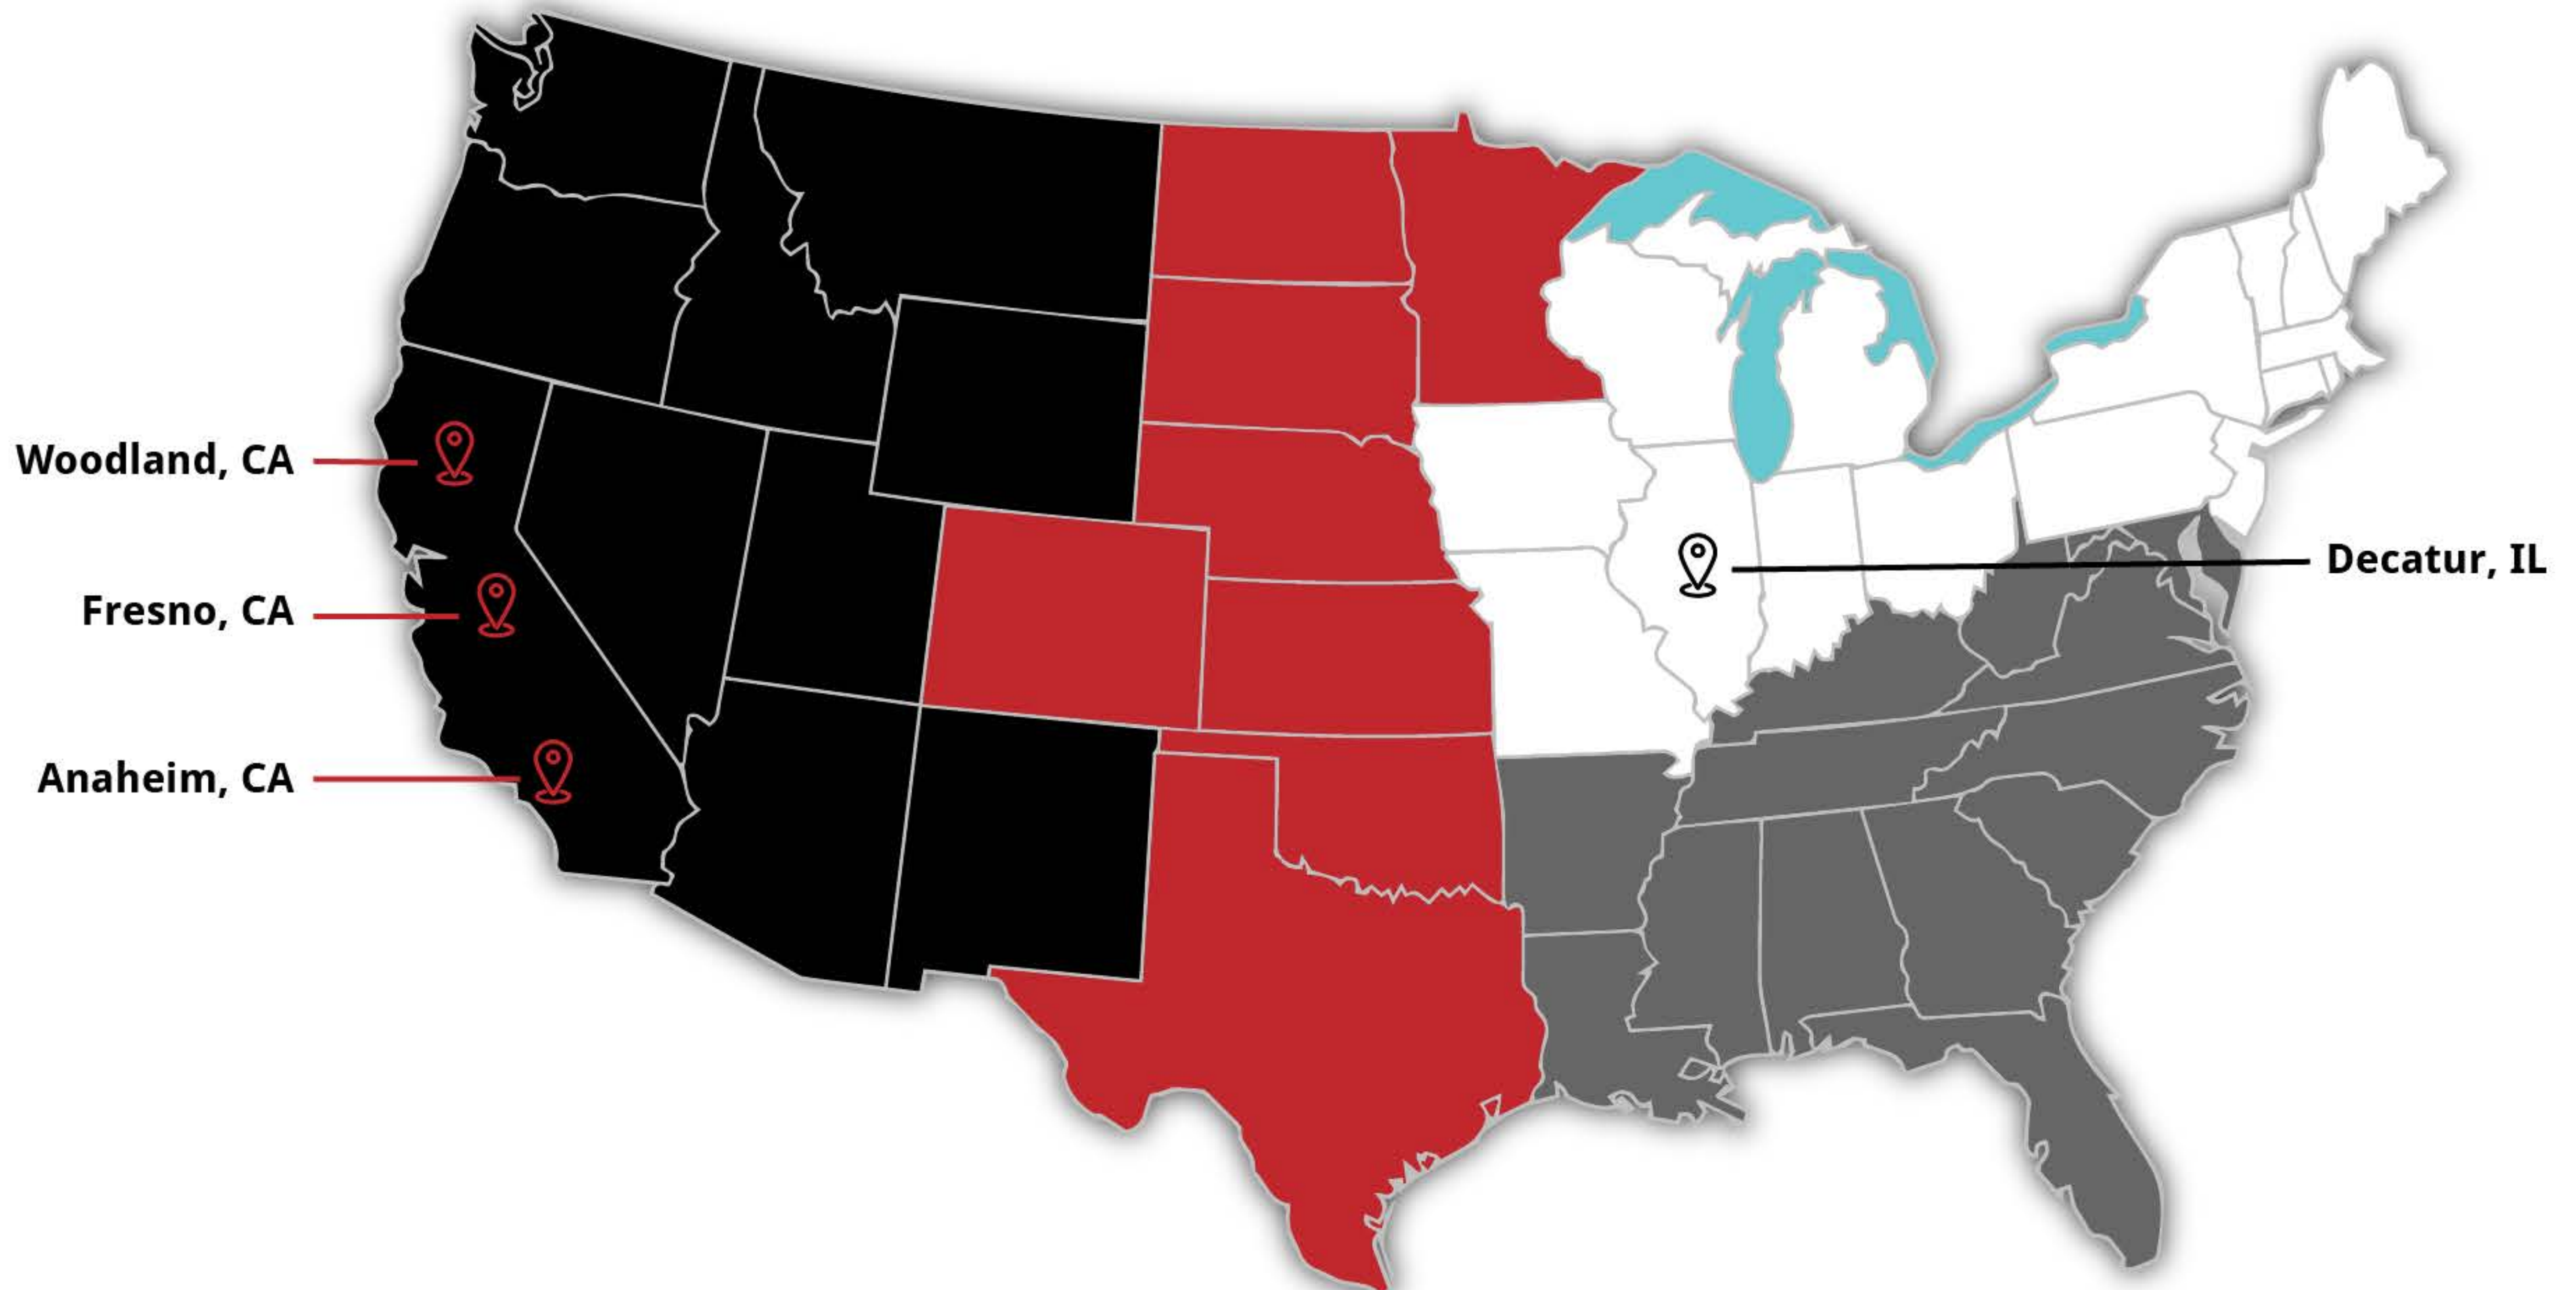 Woodland, CA
Decatur, IL
Fresno, CA
Anaheim, CA